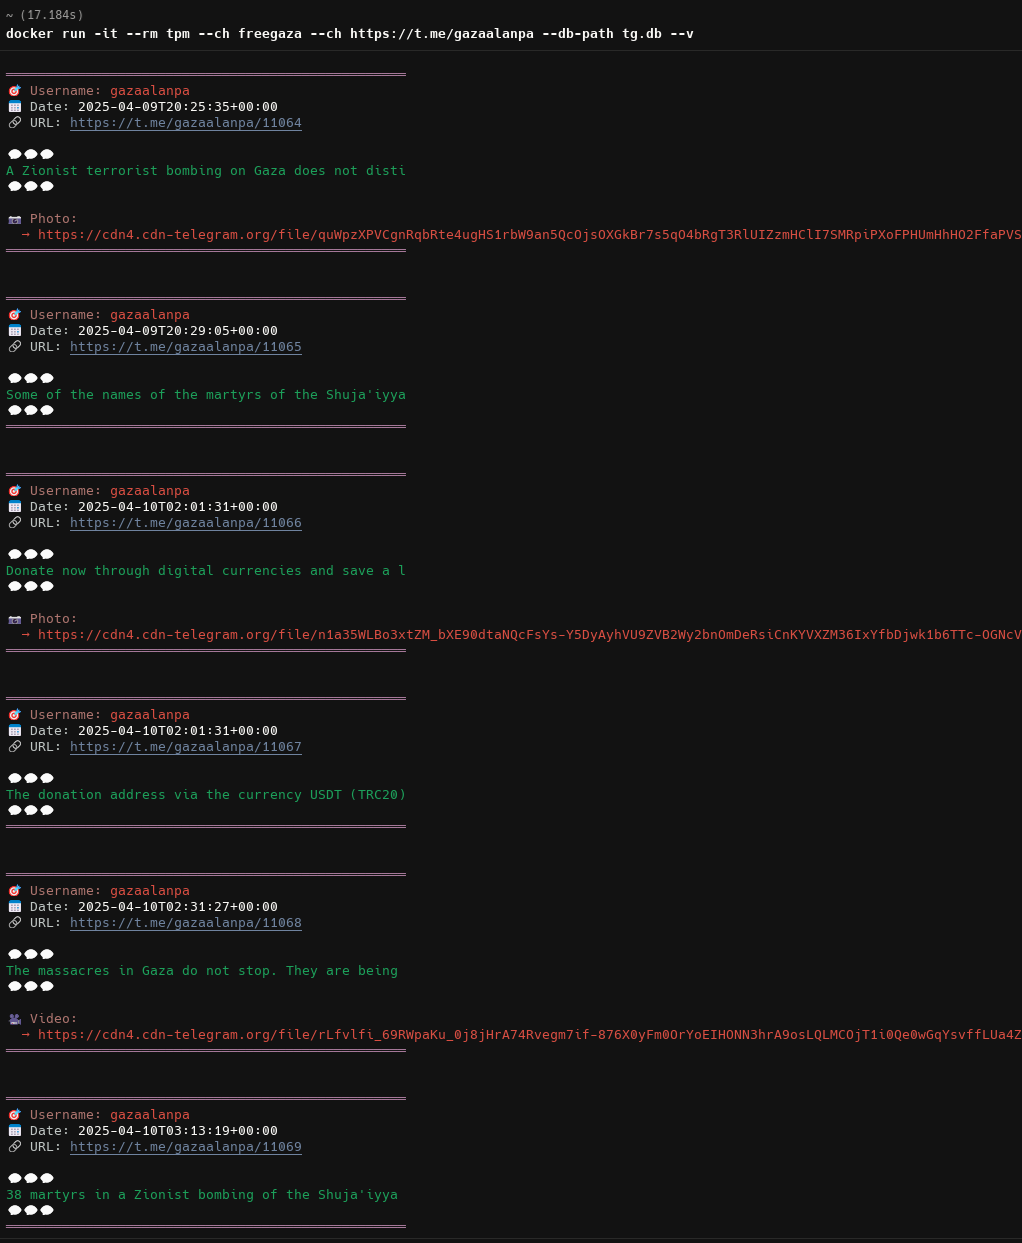 ~ (17.184s)
docker run -it --rm tpm --ch freegaza --ch https://t.me/gazaalanpa --db-path tg.db --v
Username: gazaalanpa
Date: 2025-04-09T20:25:35+00:00
URL: https://t.me/gazaalanpa/11064
A Zionist terrorist bombing on Gaza does not disti
Photo:
→ https://cdn4.cdn-telegram.org/file/quWpzXPVCgnRqbRte4ugHS1rbW9an5QcOjsOXGkBr7s5qO4bRgT3RlUIZzmHClI7SMRpiPXoFPHUmHhHO2FfaPVS
Username: gazaalanpa
Date: 2025-04-09T20:29:05+00:00
URL: https://t.me/gazaalanpa/11065
Some of the names of the martyrs of the Shuja'iyya
Username: gazaalanpa
Date: 2025-04-10T02:01:31+00:00
URL: https://t.me/gazaalanpa/11066
Donate now through digital currencies and save a l
Photo:
→ https://cdn4.cdn-telegram.org/file/n1a35WLBo3xtZM_bXE90dtaNQcFsYs-Y5DyAyhVU9ZVB2Wy2bnOmDeRsiCnKYVXZM36IxYfbDjwk1b6TTc-OGNcV
Username: gazaalanpa
Date: 2025-04-10T02:01:31+00:00
URL: https://t.me/gazaalanpa/11067
The donation address via the currency USDT (TRC20)
Username: gazaalanpa
Date: 2025-04-10T02:31:27+00:00
URL: https://t.me/gazaalanpa/11068
The massacres in Gaza do not stop. They are being
Video:
→ https://cdn4.cdn-telegram.org/file/rLfvlfi_69RWpaKu_0j8jHrA74Rvegm7if-876X0yFm0OrYoEIHONN3hrA9osLQLMCOjT1i0Qe0wGqYsvffLUa4Z
Username: gazaalanpa
Date: 2025-04-10T03:13:19+00:00
URL: https://t.me/gazaalanpa/11069
38 martyrs in a Zionist bombing of the Shuja'iyya